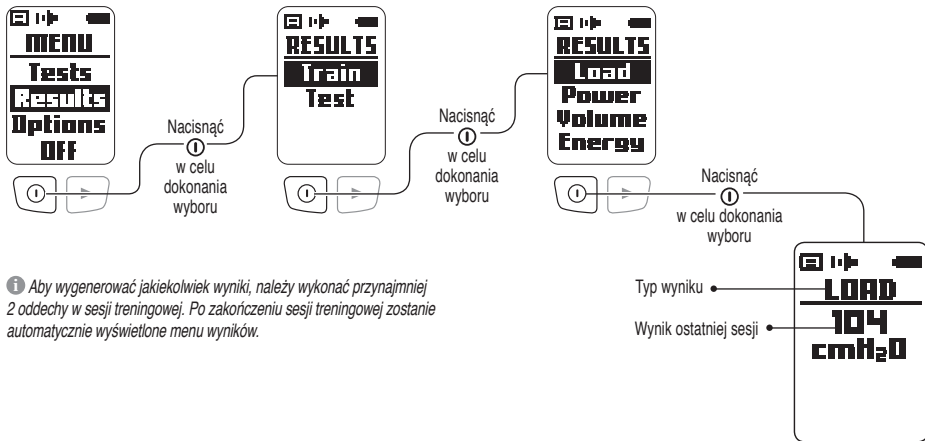 MENU
Tests
Results
Options
OFF
Nacisnąć
w celu
dokonania
wyboru
RESULTS
Train
Test
Nacisnąć
w celu
dokonania
wyboru
RESULTS
Load
Power
Volume
Energy
Nacisnąć
w celu dokonania
wyboru
Aby wygenerować jakiekolwiek wyniki, należy wykonać przynajmniej
2 oddechy w sesji treningowej. Po zakończeniu sesji treningowej zostanie
automatycznie wyświetlone menu wyników.
Typ wyniku
Wynik ostatniej sesji
LOAD
104
cmH₂O